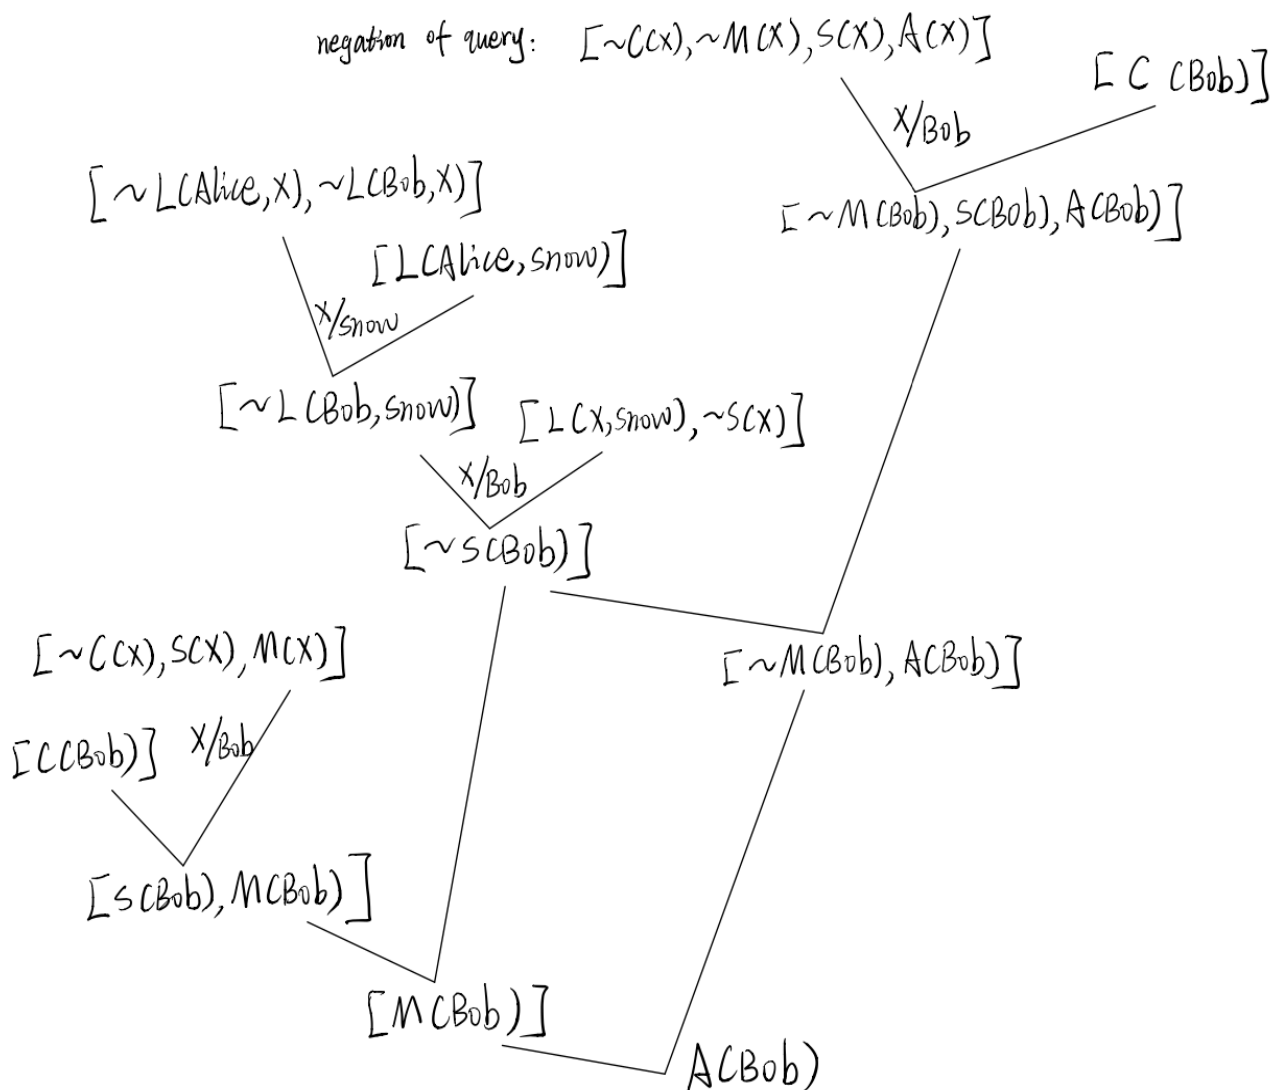 negation of query: [~C(x),~M(x),S(x),A(x)]
[C(Bob)]
x/Bob
[~L(Alice,x),~L(Bob,x)]
[~M(Bob),S(Bob),A(Bob)]
[L(Alice,snow)]
x/snow
[~L(Bob,snow)]
[L(x,snow),~S(x)]
x/Bob
[~S(Bob)]
[~C(x),S(x),M(x)]
[~M(Bob),A(Bob)]
[C(Bob)]
x/Bob
[S(Bob),M(Bob)]
[M(Bob)]
A(Bob)